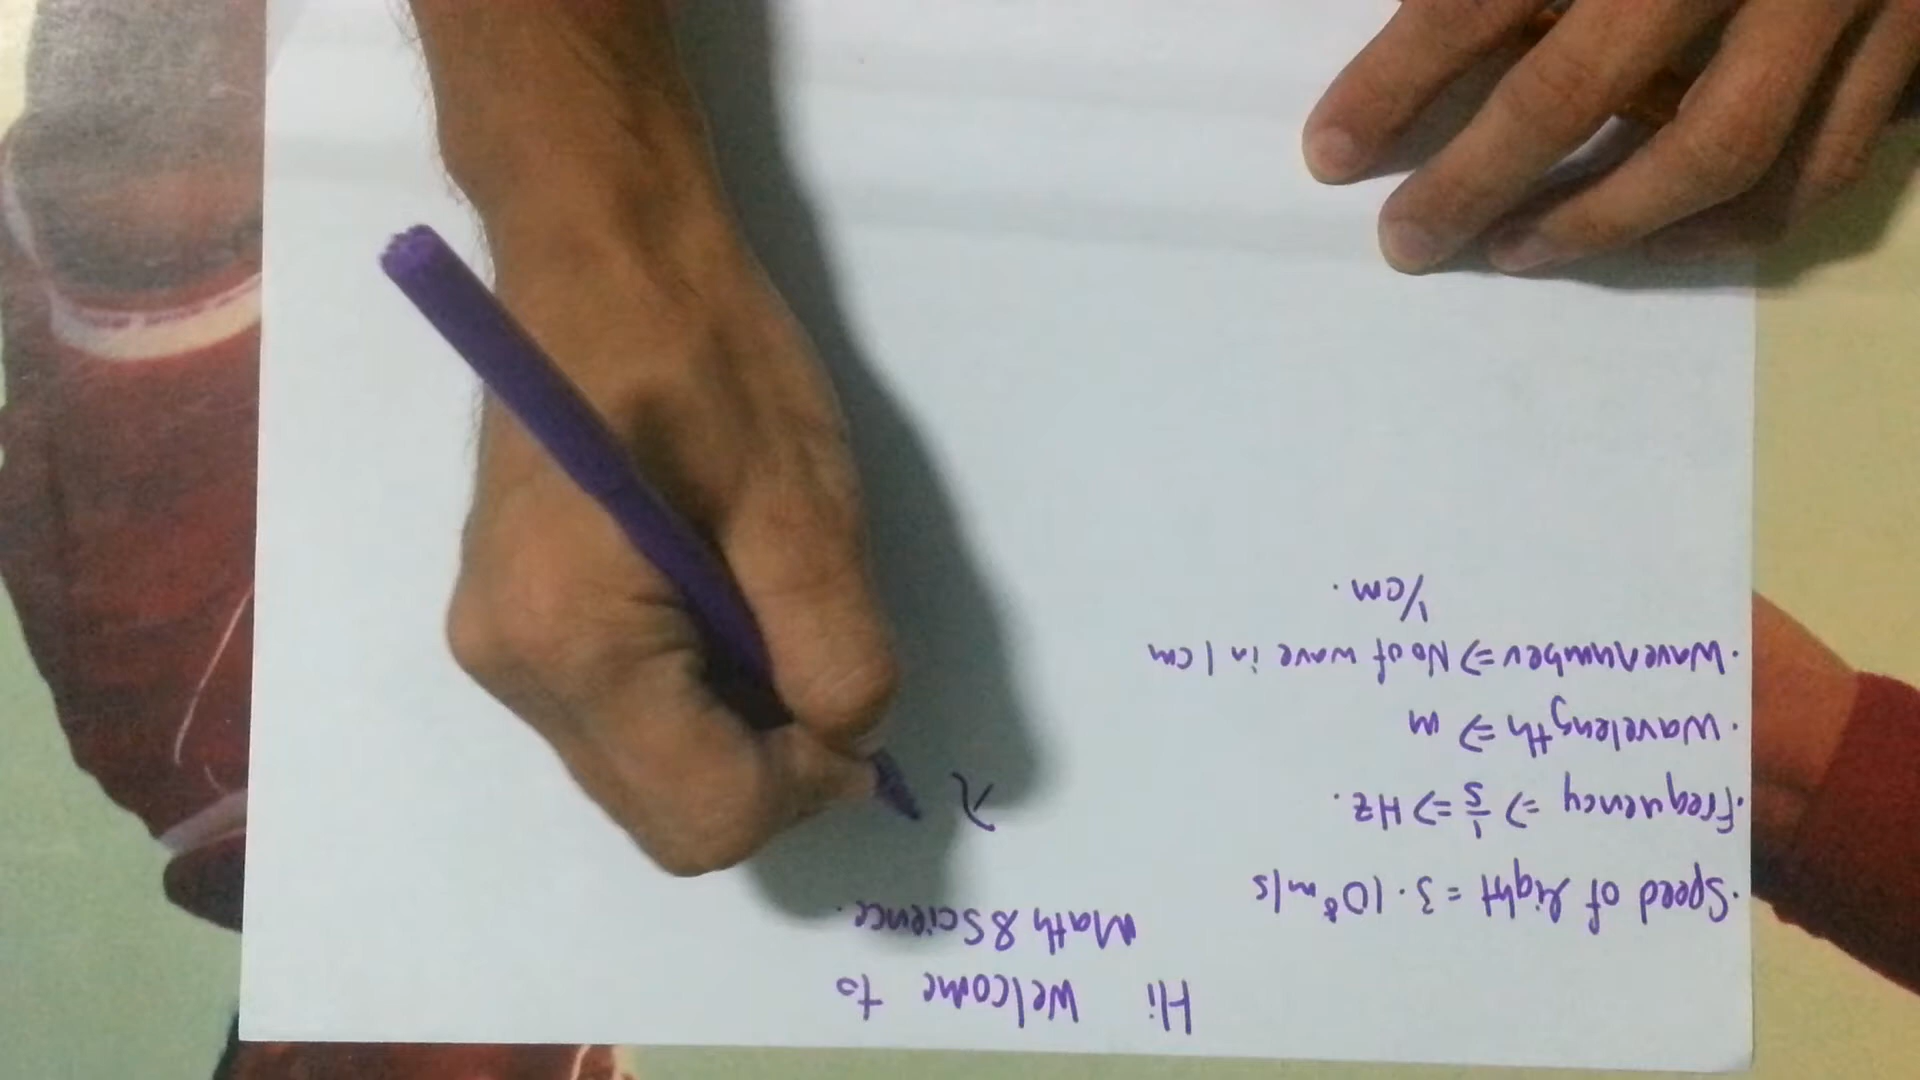 Hi Welcome to
Math & Science.
• Speed of light = 3 · 10⁸ m/s
• Frequency ⇒ 1/s ⇒ Hz.
• Wavelength ⇒ m
• Wavenumber ⇒ No of wave in 1 cm
1/cm.
λ